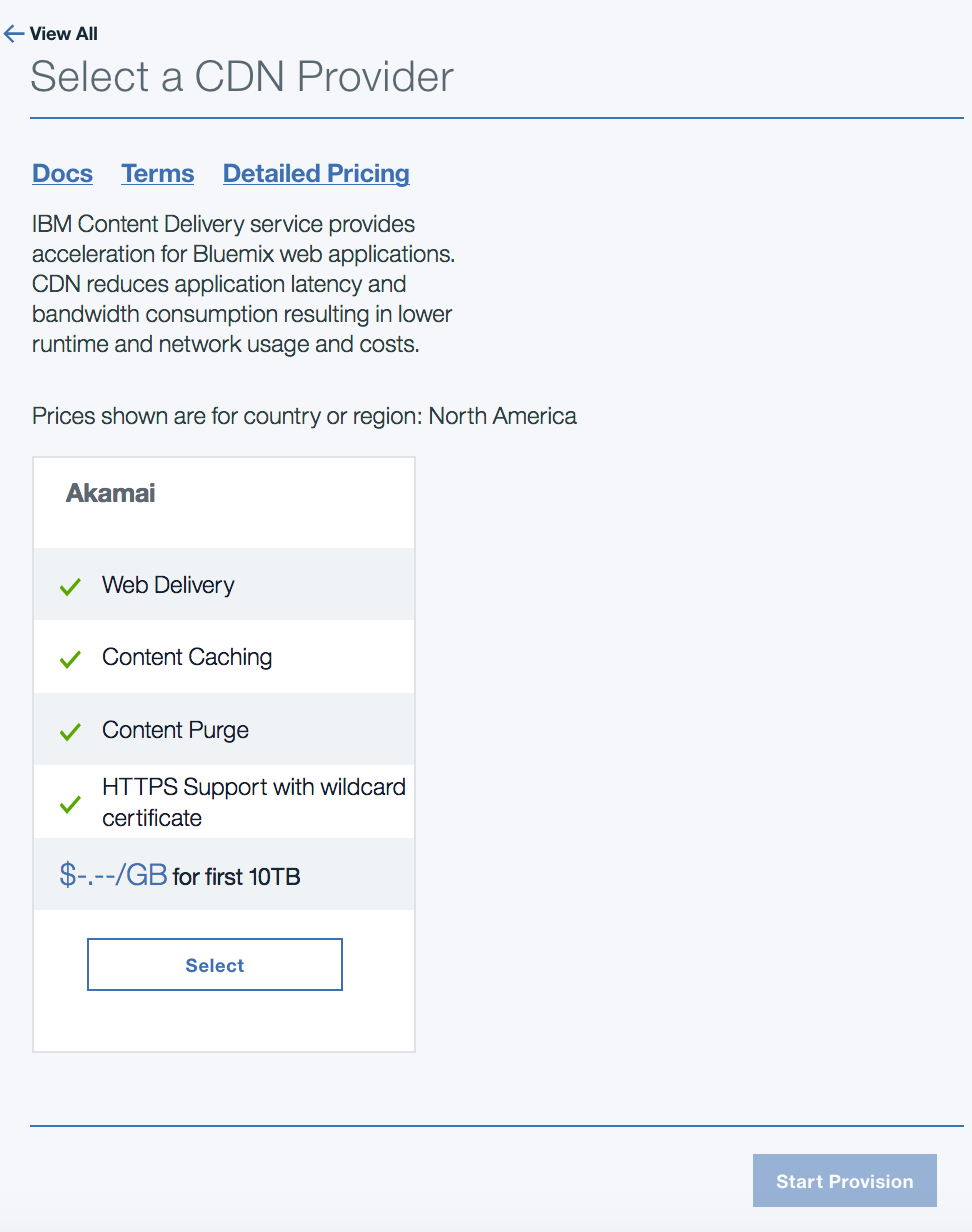 View All
Select a CDN Provider
Docs Terms Detailed Pricing
IBM Content Delivery service provides
acceleration for Bluemix web applications.
CDN reduces application latency and
bandwidth consumption resulting in lower
runtime and network usage and costs.
Prices shown are for country or region: North America
Akamai
Web Delivery
Content Caching
Content Purge
HTTPS Support with wildcard
certificate
$-.--/GB for first 10TB
Select
Start Provision